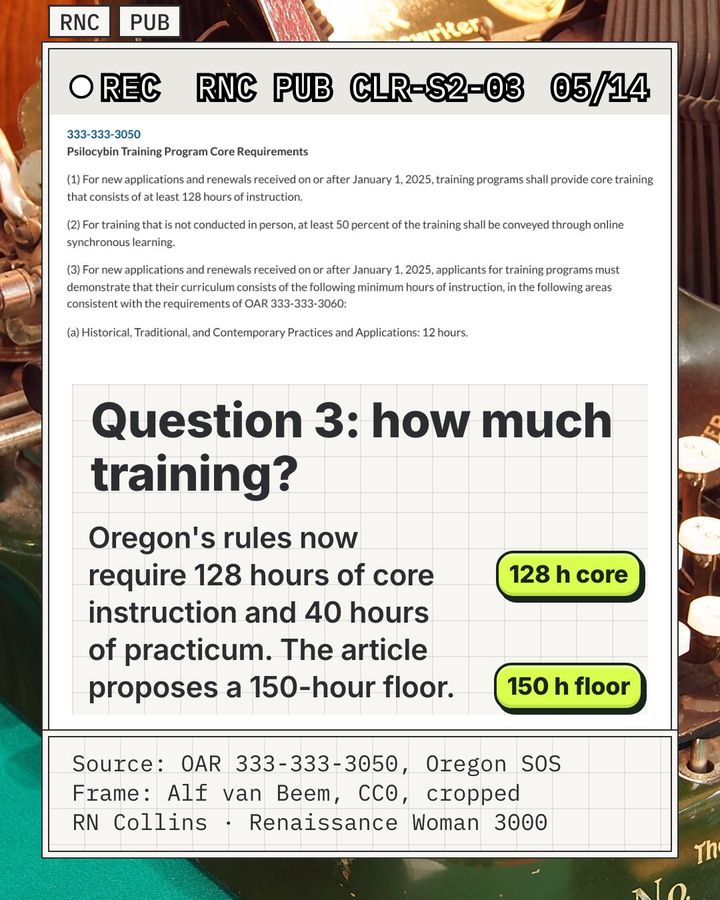 RNC PUB
REC RNC PUB CLR-S2-03 05/14
333-333-3050
Psilocybin Training Program Core Requirements
(1) For new applications and renewals received on or after January 1, 2025, training programs shall provide core training
that consists of at least 128 hours of instruction.
(2) For training that is not conducted in person, at least 50 percent of the training shall be conveyed through online
synchronous learning.
(3) For new applications and renewals received on or after January 1, 2025, applicants for training programs must
demonstrate that their curriculum consists of the following minimum hours of instruction, in the following areas
consistent with the requirements of OAR 333-333-3060:
(a) Historical, Traditional, and Contemporary Practices and Applications: 12 hours.
Question 3: how much
training?
Oregon's rules now
require 128 hours of core
instruction and 40 hours
of practicum. The article
proposes a 150-hour floor.
128 h core
150 h floor
Source: OAR 333-333-3050, Oregon SOS
Frame: Alf van Beem, CC0, cropped
RN Collins · Renaissance Woman 3000
The
No.